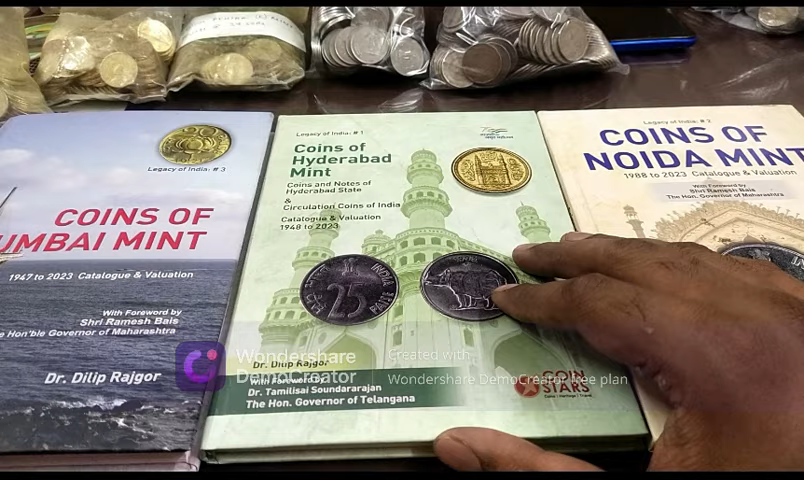 Legacy of India: # 3
COINS OF
UMBAI MINT
1947 to 2023 Catalogue & Valuation
With Foreword by
Shri Ramesh Bais
Hon'ble Governor of Maharashtra
Dr. Dilip Rajgor
Legacy of India: # 1
Coins of
Hyderabad
Mint
Coins and Notes of
Hyderabad State
&
Circulation Coins of India
Catalogue & Valuation
1948 to 2023
25
INDIA
Dr. Dilip Rajgor
With Foreword by
Dr. Tamilisai Soundararajan
The Hon. Governor of Telangana
COIN
STARS
Legacy of India: # 2
COINS OF
NOIDA MINT
1988 to 2023 Catalogue & Valuation
With Foreword by
Shri Ramesh Bais
The Hon. Governor of Maharashtra
Wondershare
DemoCreator
Created with
Wondershare DemoCreator free plan